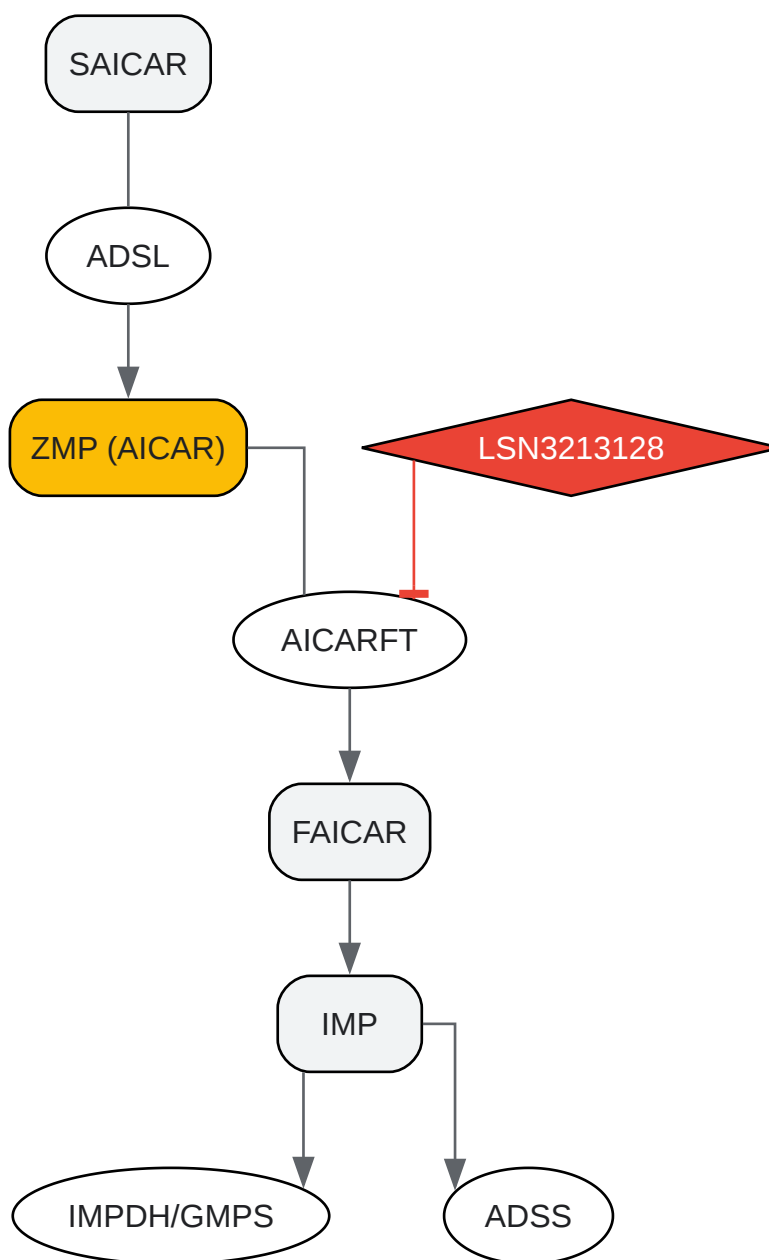 SAICAR
ADSL
ZMP (AICAR)
LSN3213128
AICARFT
FAICAR
IMP
IMPDH/GMPS
ADSS